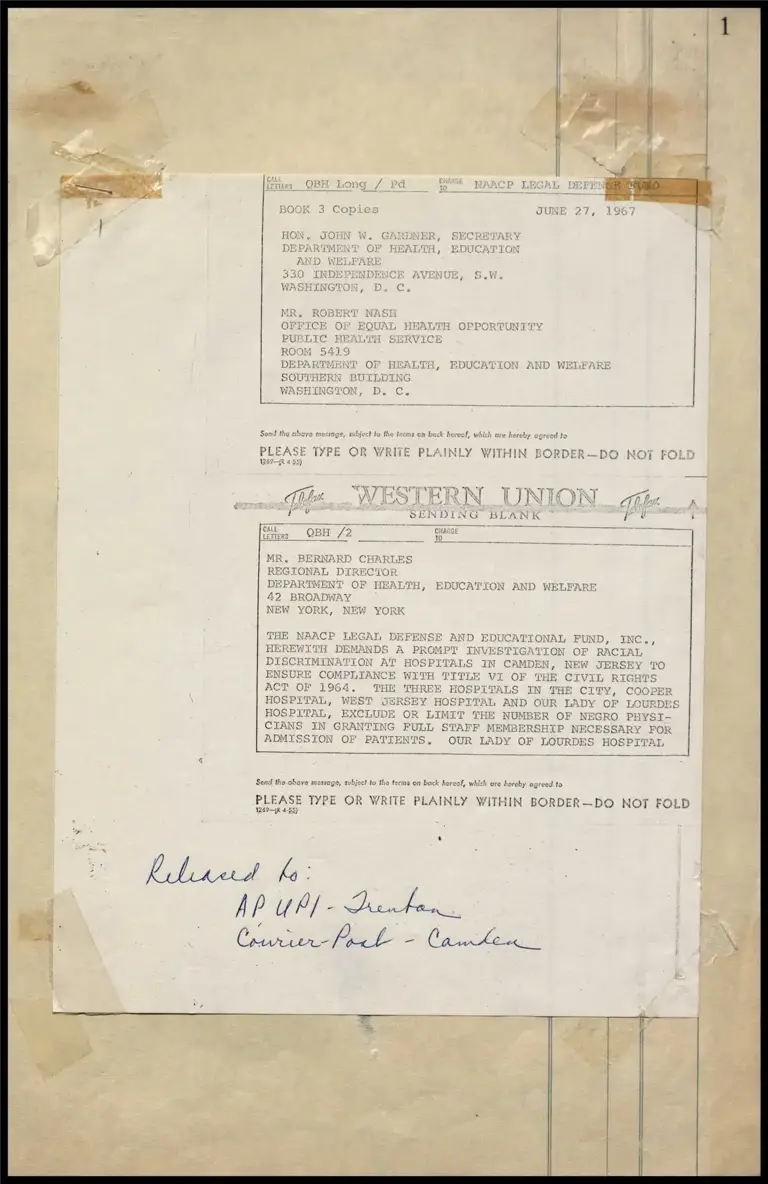 1
CALL LETTERS QBH Long / Pd CHARGE TO NAACP LEGAL DEFENSE FUND
BOOK 3 Copies JUNE 27, 1967
HON. JOHN W. GARDNER, SECRETARY
DEPARTMENT OF HEALTH, EDUCATION
AND WELFARE
330 INDEPENDENCE AVENUE, S.W.
WASHINGTON, D. C.
MR. ROBERT NASH
OFFICE OF EQUAL HEALTH OPPORTUNITY
PUBLIC HEALTH SERVICE
ROOM 5419
DEPARTMENT OF HEALTH, EDUCATION AND WELFARE
SOUTHERN BUILDING
WASHINGTON, D. C.
Send the above message, subject to the terms on back hereof, which are hereby agreed to
PLEASE TYPE OR WRITE PLAINLY WITHIN BORDER—DO NOT FOLD
1269—(R 4-55)
Telefax WESTERN UNION Telefax
SENDING BLANK
CALL LETTERS QBH /2 CHARGE TO
MR. BERNARD CHARLES
REGIONAL DIRECTOR
DEPARTMENT OF HEALTH, EDUCATION AND WELFARE
42 BROADWAY
NEW YORK, NEW YORK
THE NAACP LEGAL DEFENSE AND EDUCATIONAL FUND, INC.,
HEREWITH DEMANDS A PROMPT INVESTIGATION OF RACIAL
DISCRIMINATION AT HOSPITALS IN CAMDEN, NEW JERSEY TO
ENSURE COMPLIANCE WITH TITLE VI OF THE CIVIL RIGHTS
ACT OF 1964. THE THREE HOSPITALS IN THE CITY, COOPER
HOSPITAL, WEST JERSEY HOSPITAL AND OUR LADY OF LOURDES
HOSPITAL, EXCLUDE OR LIMIT THE NUMBER OF NEGRO PHYSI-
CIANS IN GRANTING FULL STAFF MEMBERSHIP NECESSARY FOR
ADMISSION OF PATIENTS. OUR LADY OF LOURDES HOSPITAL
Send the above message, subject to the terms on back hereof, which are hereby agreed to
PLEASE TYPE OR WRITE PLAINLY WITHIN BORDER—DO NOT FOLD
1269—(R 4-55)
Released to:
AP UPI - Trenton
Courier-Post - Camden